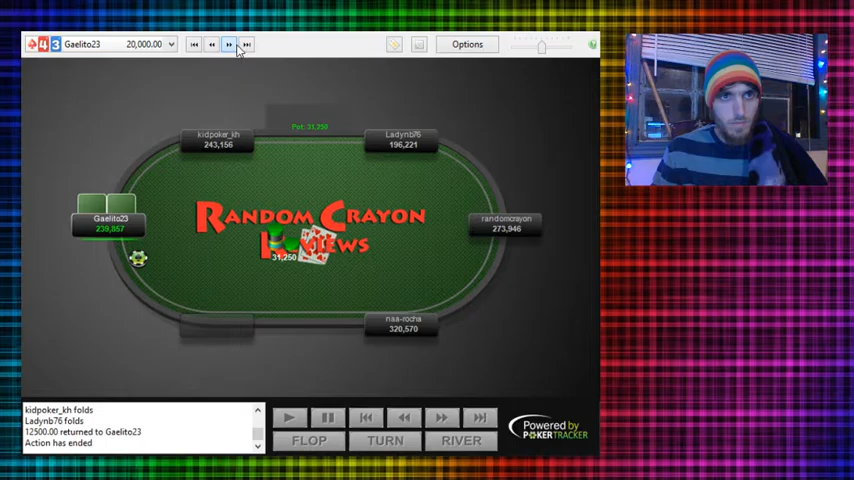 4 3 Gaelito23 20,000.00
Options
Pot: 31,250
kidpoker_kh
243,156
Ladynb76
196,221
Gaelito23
239,857
RANDOM CRAYON
REVIEWS
31,250
randomcrayon
273,946
naa-rocha
320,570
kidpoker_kh folds
Ladynb76 folds
12500.00 returned to Gaelito23
Action has ended
FLOP TURN RIVER
Powered by
POKERTRACKER